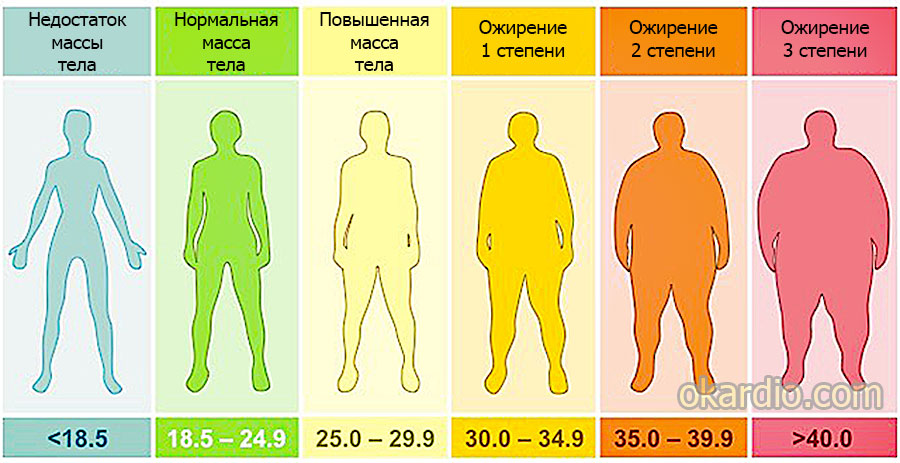 Недостаток
массы
тела
Нормальная
масса
тела
Повышенная
масса
тела
Ожирение
1 степени
Ожирение
2 степени
Ожирение
3 степени
okardio.com
<18.5
18.5 – 24.9
25.0 – 29.9
30.0 – 34.9
35.0 – 39.9
>40.0